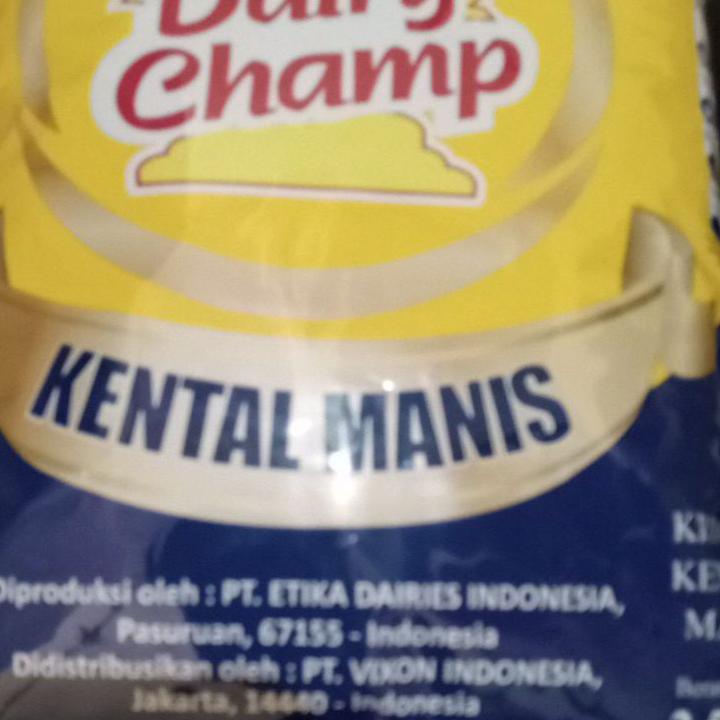 Dairy
Champ
KENTAL MANIS
Diproduksi oleh : PT. ETIKA DAIRIES INDONESIA,
Pasuruan, 67155 - Indonesia
Didistribusikan oleh : PT. VIXON INDONESIA,
Jakarta, 14440 - Indonesia